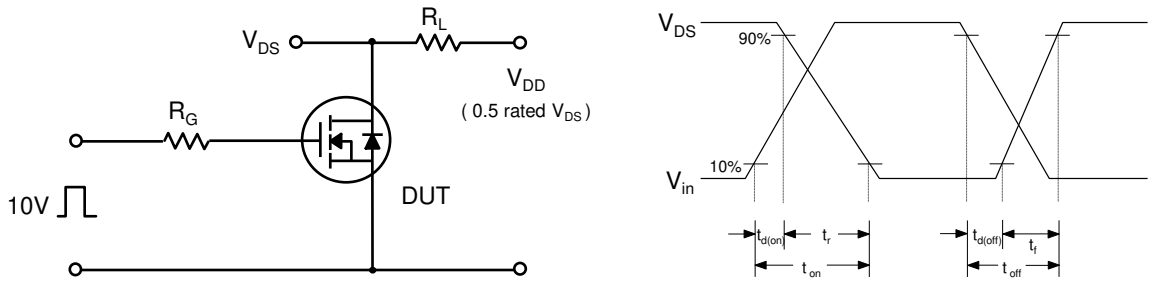 V_DS
R_L
V_DD
( 0.5 rated V_DS )
R_G
DUT
10V
V_DS
90%
10%
V_in
t_d(on)
t_r
t_on
t_d(off)
t_f
t_off